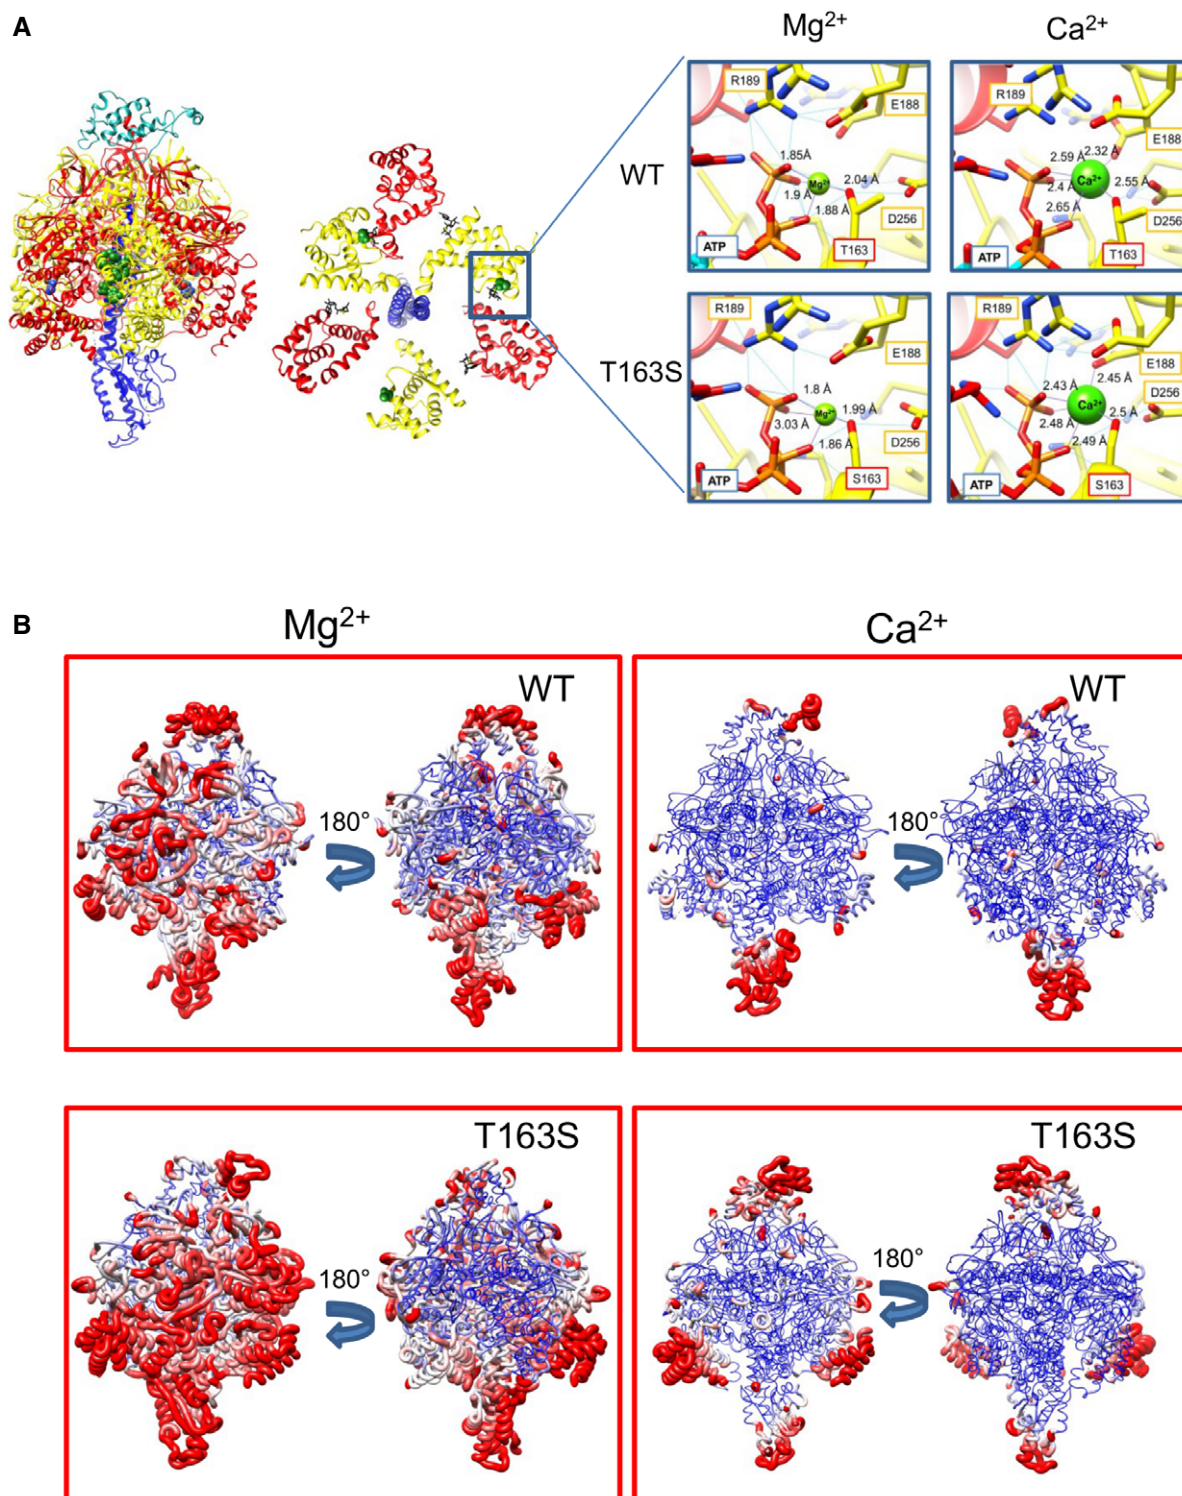 A
Mg2+
Ca2+
WT
R189
E188
1.85Å
Mg2+
2.04 Å
1.9 Å
1.88 Å
D256
ATP
T163
R189
E188
2.59 Å
2.32 Å
Ca2+
2.4 Å
2.55 Å
2.65 Å
D256
ATP
T163
T163S
R189
E188
1.8 Å
Mg2+
1.99 Å
3.03 Å
1.86 Å
D256
ATP
S163
R189
E188
2.43 Å
2.45 Å
Ca2+
2.5 Å
2.48 Å
2.49 Å
D256
ATP
S163
B
Mg2+
Ca2+
WT
180°
WT
180°
T163S
180°
T163S
180°